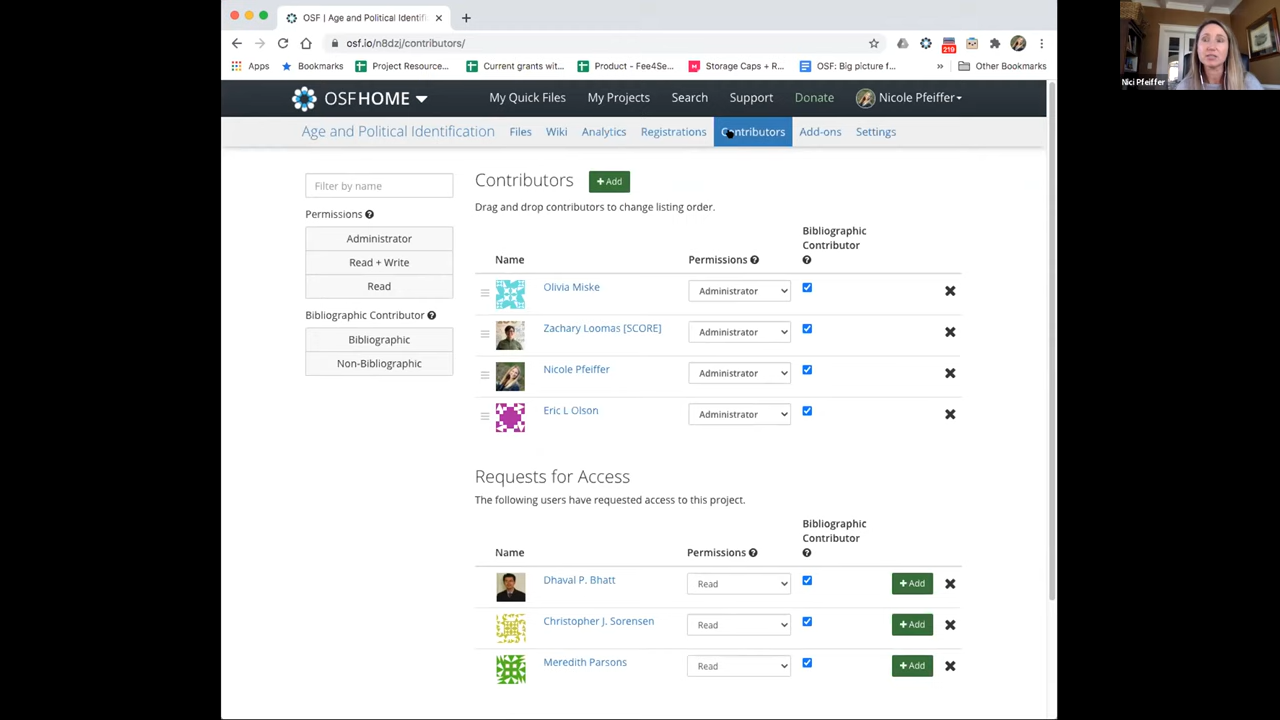 OSF | Age and Political Identifi
osf.io/n8dzj/contributors/
219
Apps Bookmarks Project Resource... Current grants wit... Product - Fee4Se... Storage Caps + R... OSF: Big picture f... » Other Bookmarks
OSFHOME My Quick Files My Projects Search Support Donate Nicole Pfeiffer
Age and Political Identification Files Wiki Analytics Registrations Contributors Add-ons Settings
Filter by name
Permissions
Administrator
Read + Write
Read
Bibliographic Contributor
Bibliographic
Non-Bibliographic
Contributors + Add
Drag and drop contributors to change listing order.
Name Permissions Bibliographic Contributor
Olivia Miske Administrator
Zachary Loomas [SCORE] Administrator
Nicole Pfeiffer Administrator
Eric L Olson Administrator
Requests for Access
The following users have requested access to this project.
Name Permissions Bibliographic Contributor
Dhaval P. Bhatt Read + Add
Christopher J. Sorensen Read + Add
Meredith Parsons Read + Add
Nici Pfeiffer